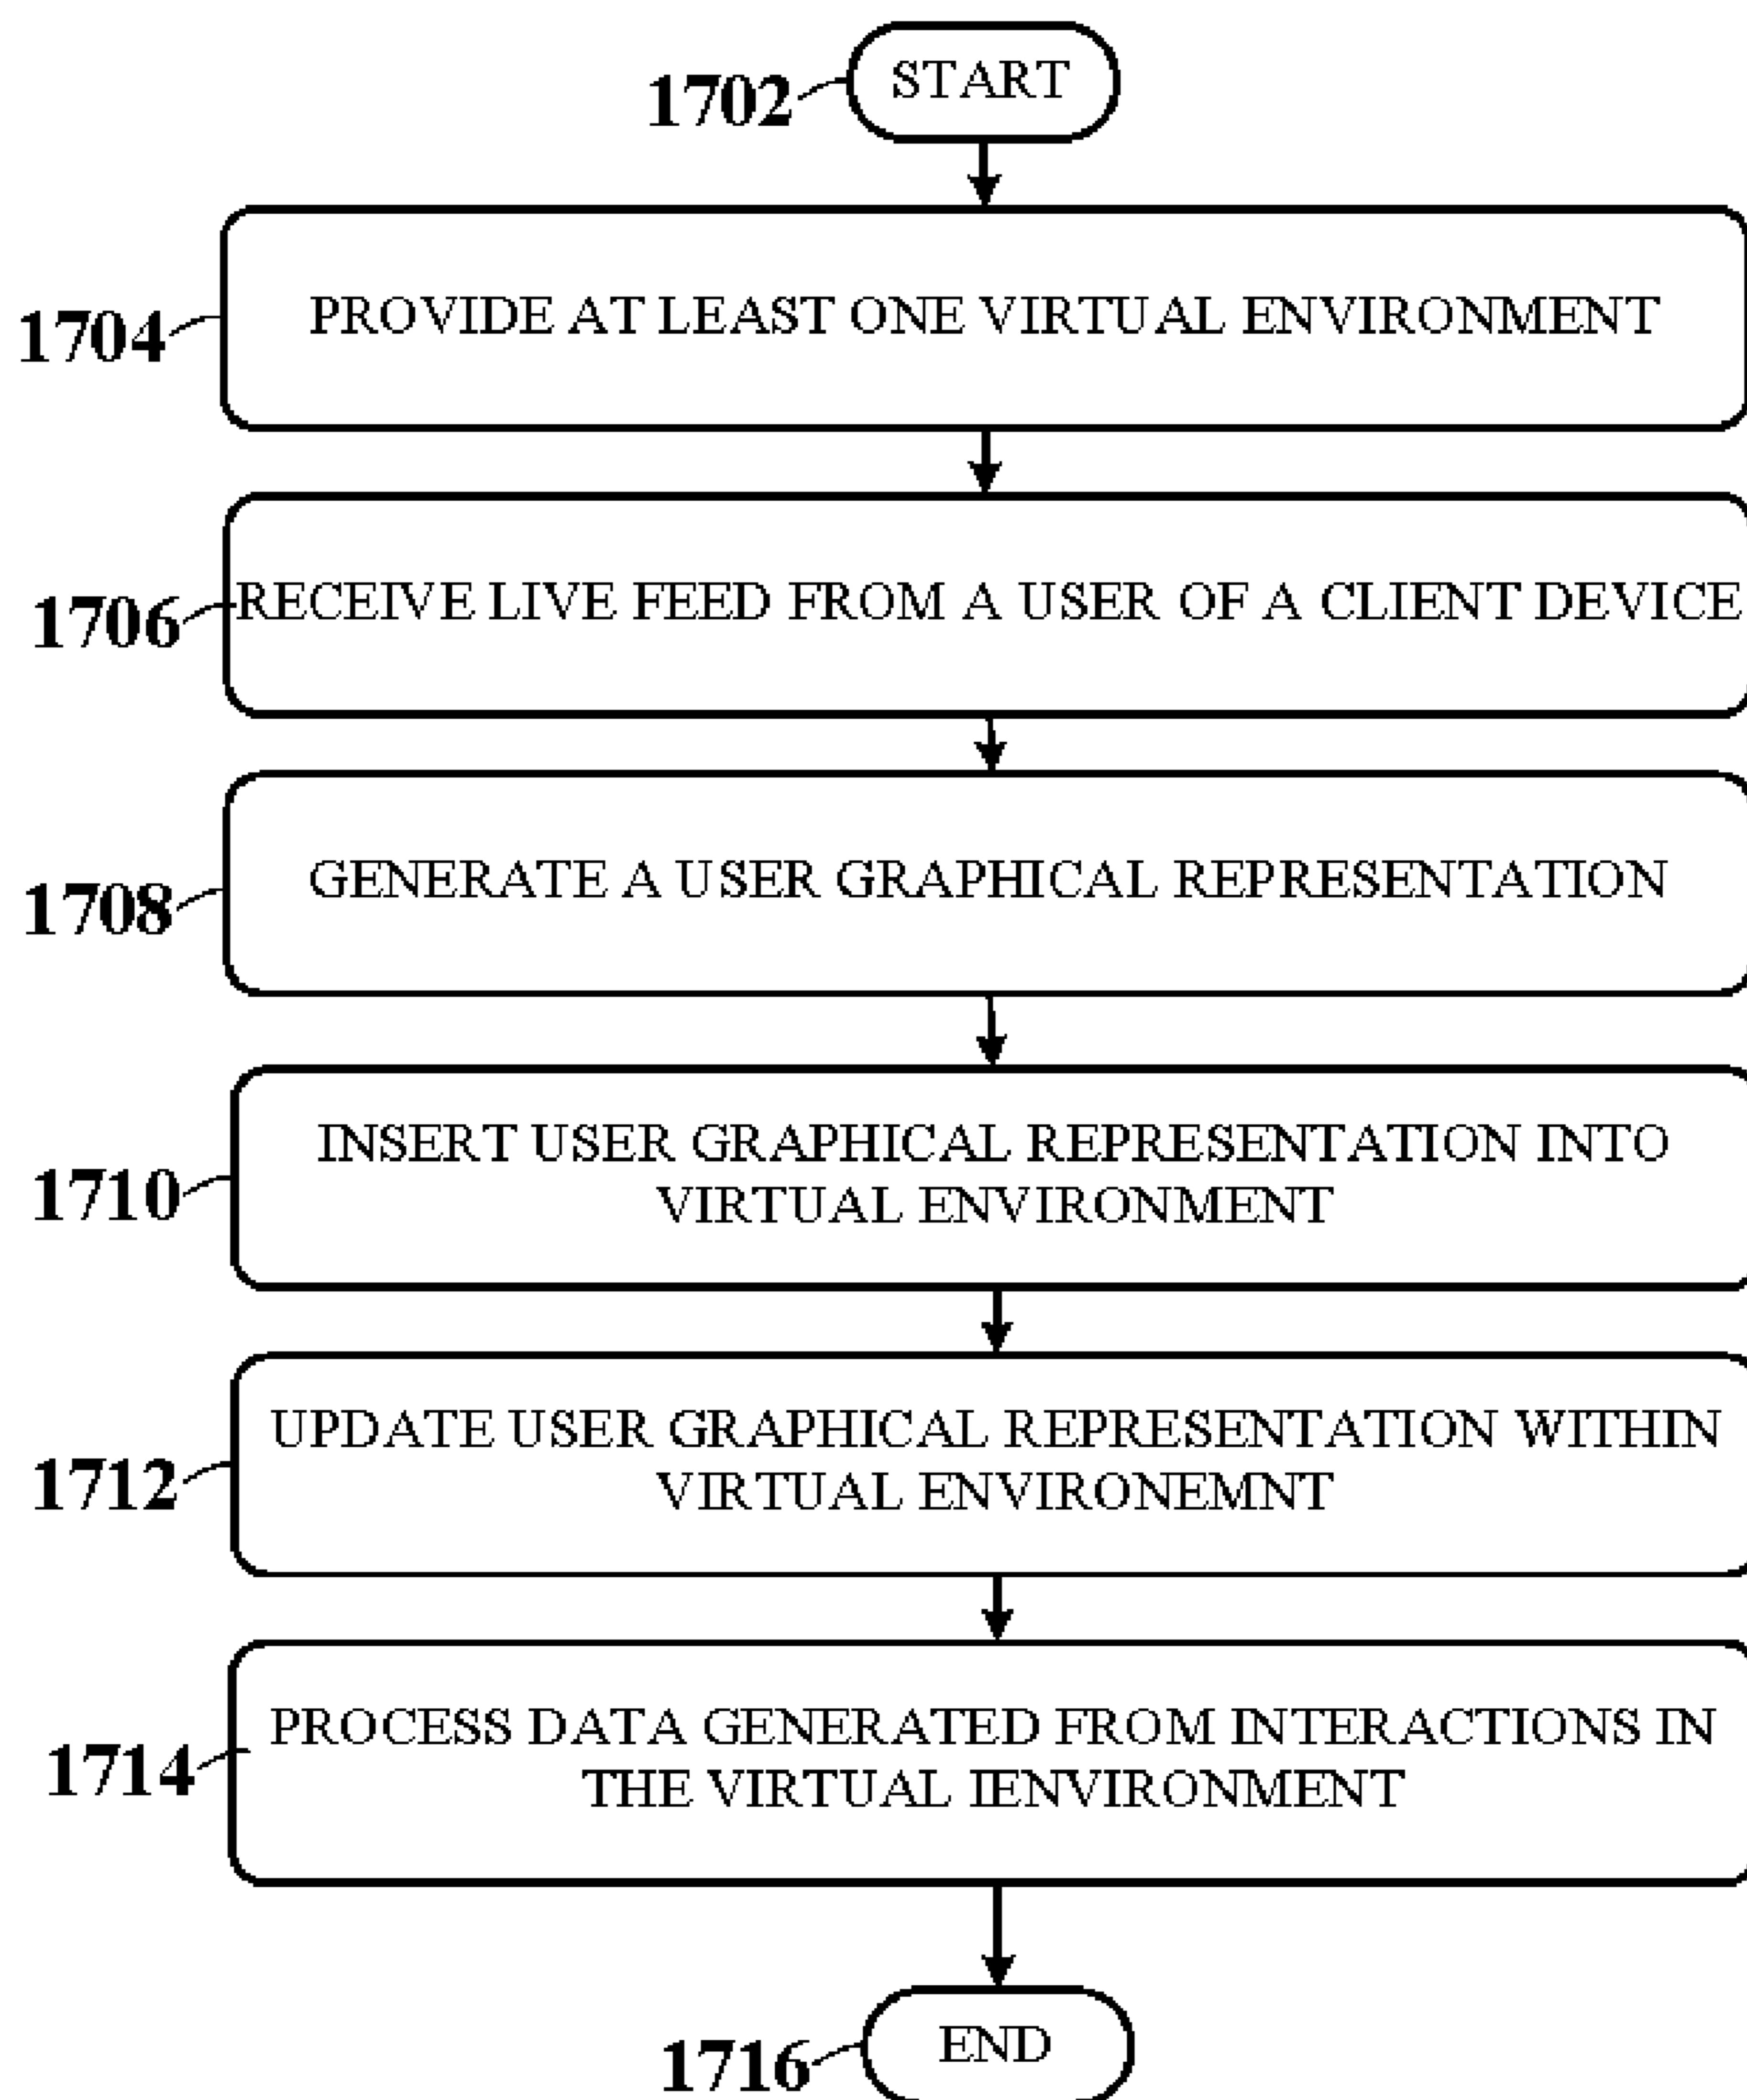 1702
START
1704
PROVIDE AT LEAST ONE VIRTUAL ENVIRONMENT
1706
RECEIVE LIVE FEED FROM A USER OF A CLIENT DEVICE
1708
GENERATE A USER GRAPHICAL REPRESENTATION
1710
INSERT USER GRAPHICAL REPRESENTATION INTO
VIRTUAL ENVIRONMENT
1712
UPDATE USER GRAPHICAL REPRESENTATION WITHIN
VIRTUAL ENVIRONEMNT
1714
PROCESS DATA GENERATED FROM INTERACTIONS IN
THE VIRTUAL IENVIRONMENT
1716
END